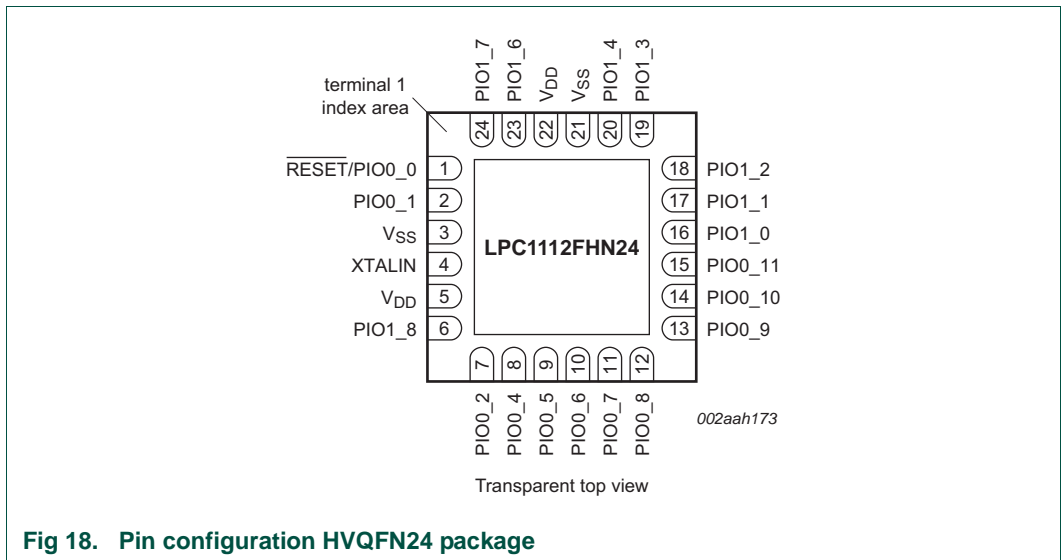 PIO1_7
PIO1_6
VDD
VSS
PIO1_4
PIO1_3
terminal 1
index area
24
23
22
21
20
19
RESET/PIO0_0 1
PIO0_1 2
VSS 3
XTALIN 4
VDD 5
PIO1_8 6
LPC1112FHN24
18 PIO1_2
17 PIO1_1
16 PIO1_0
15 PIO0_11
14 PIO0_10
13 PIO0_9
7
8
9
10
11
12
PIO0_2
PIO0_4
PIO0_5
PIO0_6
PIO0_7
PIO0_8
002aah173
Transparent top view
Fig 18. Pin configuration HVQFN24 package